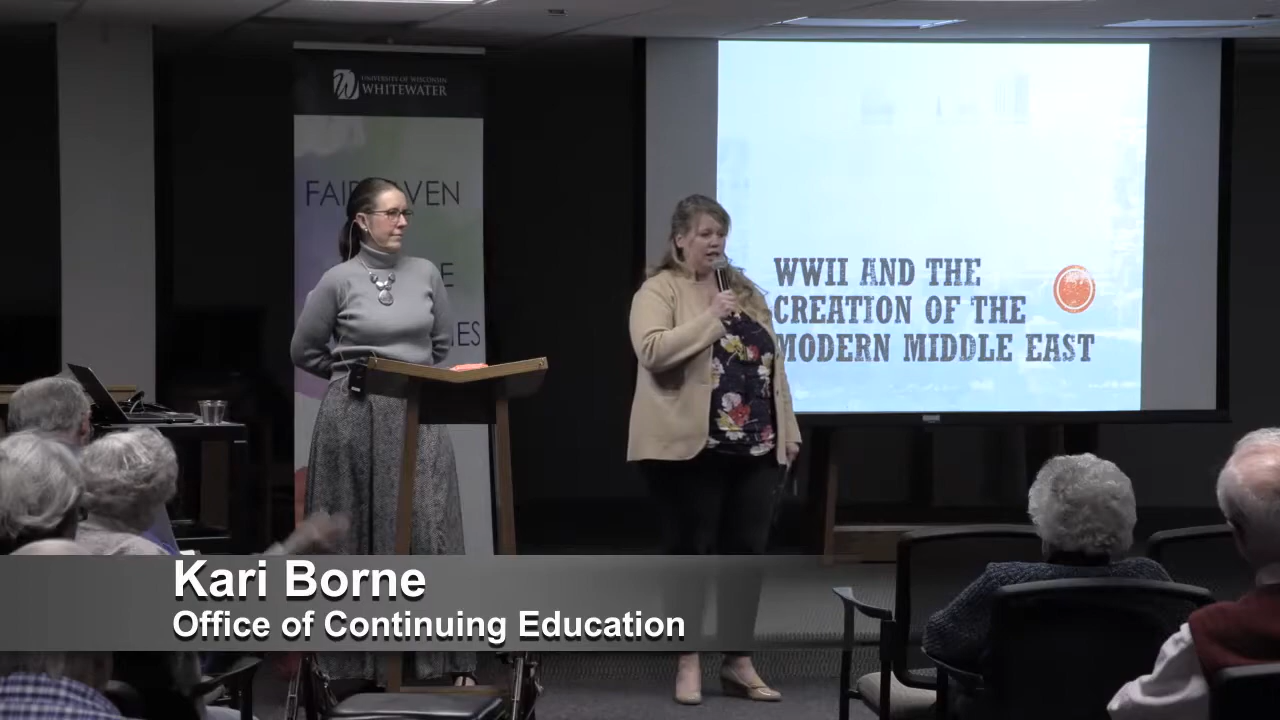 UNIVERSITY OF WISCONSIN
WHITEWATER
WWII AND THE
CREATION OF THE
MODERN MIDDLE EAST
Kari Borne
Office of Continuing Education